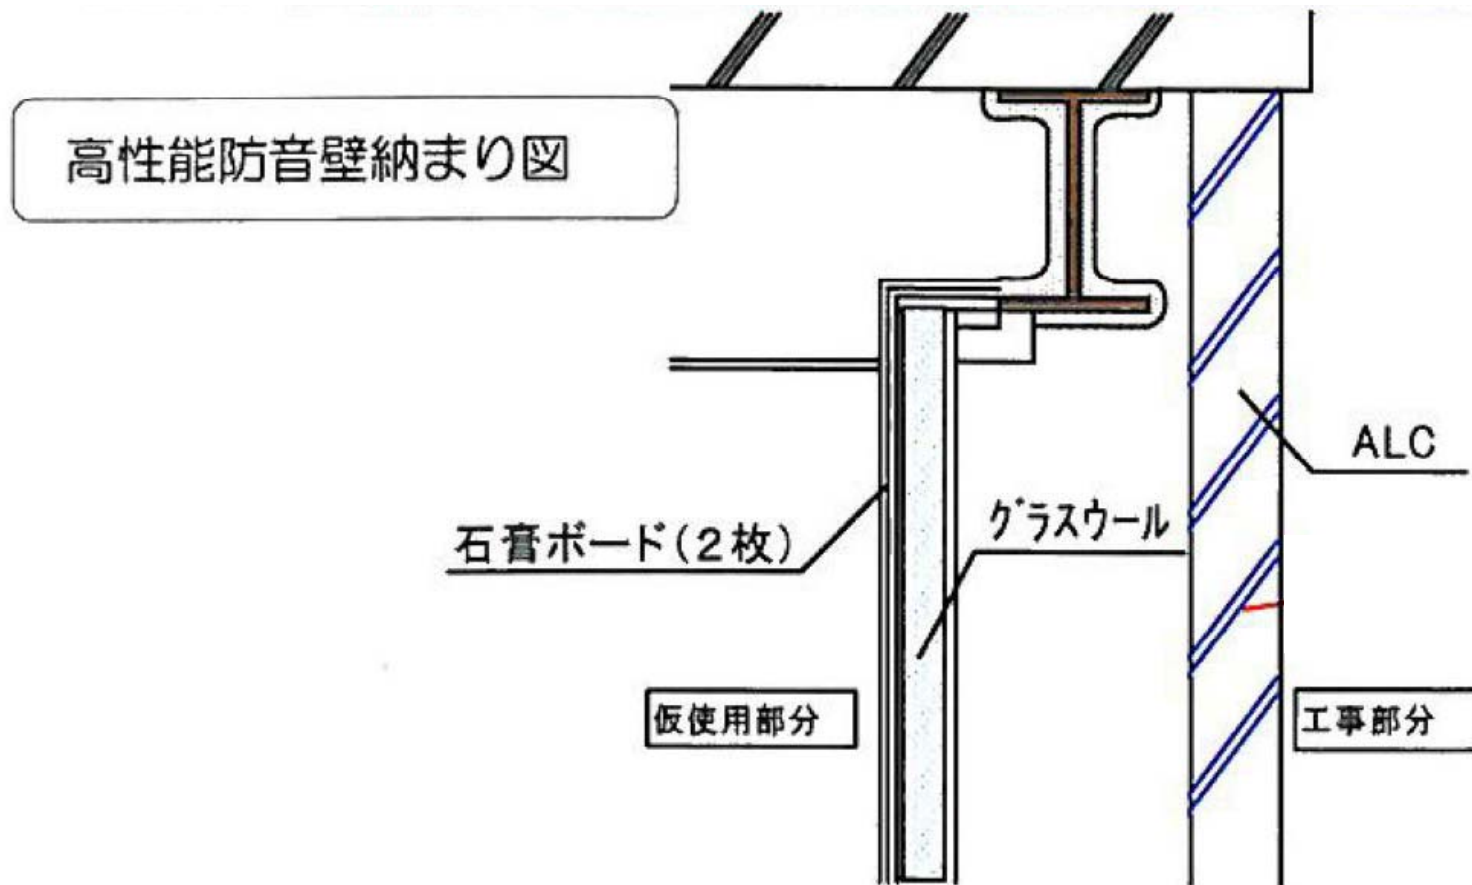 高性能防音壁納まり図
ALC
グラスウール
石膏ボード(2枚)
仮使用部分
工事部分